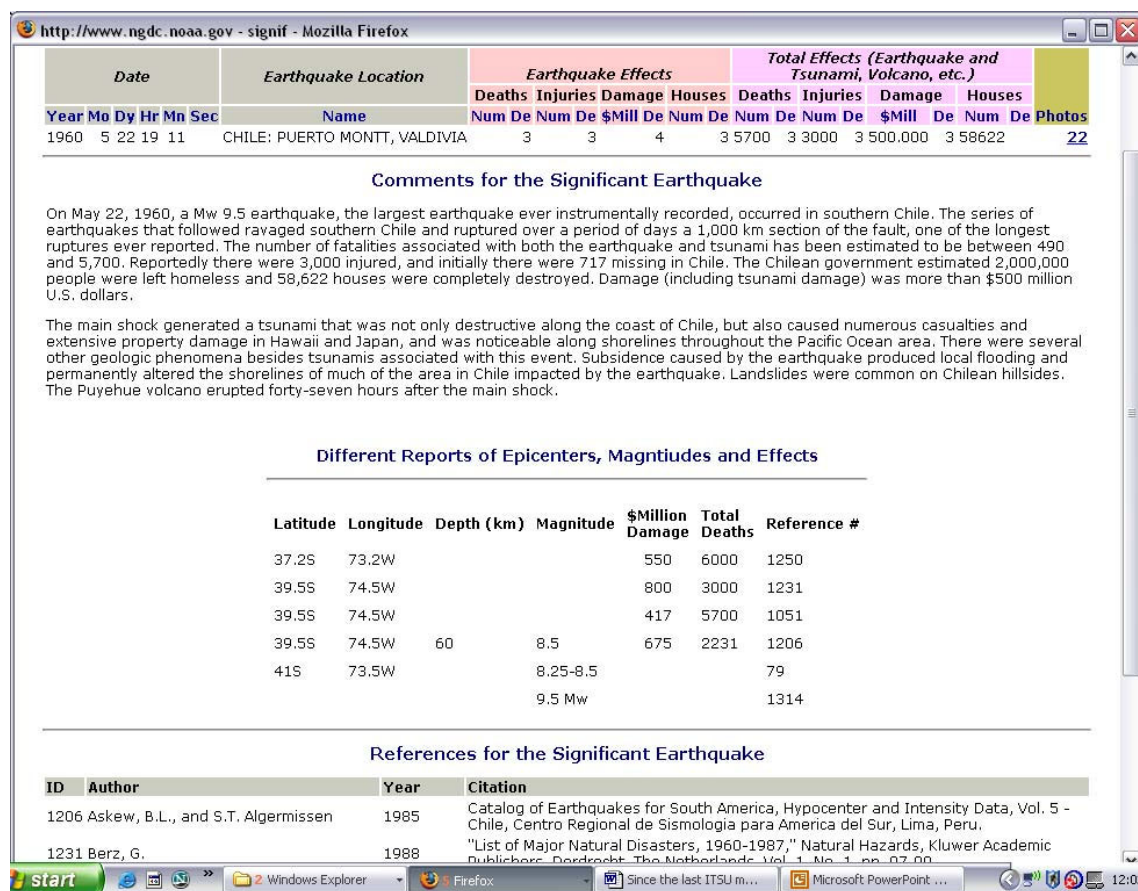 http://www.ngdc.noaa.gov - signif - Mozilla Firefox
Date Earthquake Location Earthquake Effects Total Effects (Earthquake and
Tsunami, Volcano, etc.)
Deaths Injuries Damage Houses Deaths Injuries Damage Houses
Year Mo Dy Hr Mn Sec Name Num De Num De $Mill De Num De Num De Num De $Mill De Num De Photos
1960 5 22 19 11 CHILE: PUERTO MONTT, VALDIVIA 3 3 4 3 5700 3 3000 3 500.000 3 58622 22
Comments for the Significant Earthquake
On May 22, 1960, a Mw 9.5 earthquake, the largest earthquake ever instrumentally recorded, occurred in southern Chile. The series of
earthquakes that followed ravaged southern Chile and ruptured over a period of days a 1,000 km section of the fault, one of the longest
ruptures ever reported. The number of fatalities associated with both the earthquake and tsunami has been estimated to be between 490
and 5,700. Reportedly there were 3,000 injured, and initially there were 717 missing in Chile. The Chilean government estimated 2,000,000
people were left homeless and 58,622 houses were completely destroyed. Damage (including tsunami damage) was more than $500 million
U.S. dollars.
The main shock generated a tsunami that was not only destructive along the coast of Chile, but also caused numerous casualties and
extensive property damage in Hawaii and Japan, and was noticeable along shorelines throughout the Pacific Ocean area. There were several
other geologic phenomena besides tsunamis associated with this event. Subsidence caused by the earthquake produced local flooding and
permanently altered the shorelines of much of the area in Chile impacted by the earthquake. Landslides were common on Chilean hillsides.
The Puyehue volcano erupted forty-seven hours after the main shock.
Different Reports of Epicenters, Magntiudes and Effects
Latitude Longitude Depth (km) Magnitude $Million Damage Total Deaths Reference #
37.2S 73.2W 550 6000 1250
39.5S 74.5W 800 3000 1231
39.5S 74.5W 417 5700 1051
39.5S 74.5W 60 8.5 675 2231 1206
41S 73.5W 8.25-8.5 79
9.5 Mw 1314
References for the Significant Earthquake
ID Author Year Citation
1206 Askew, B.L., and S.T. Algermissen 1985 Catalog of Earthquakes for South America, Hypocenter and Intensity Data, Vol. 5 -
Chile, Centro Regional de Sismologia para America del Sur, Lima, Peru.
1231 Berz, G. 1988 "List of Major Natural Disasters, 1960-1987," Natural Hazards, Kluwer Academic
Publishers, Dordrecht, The Netherlands, Vol. 1, No. 1, pp.
start 2 Windows Explorer 5 Firefox Since the last ITSU m... Microsoft PowerPoint ... 12:0